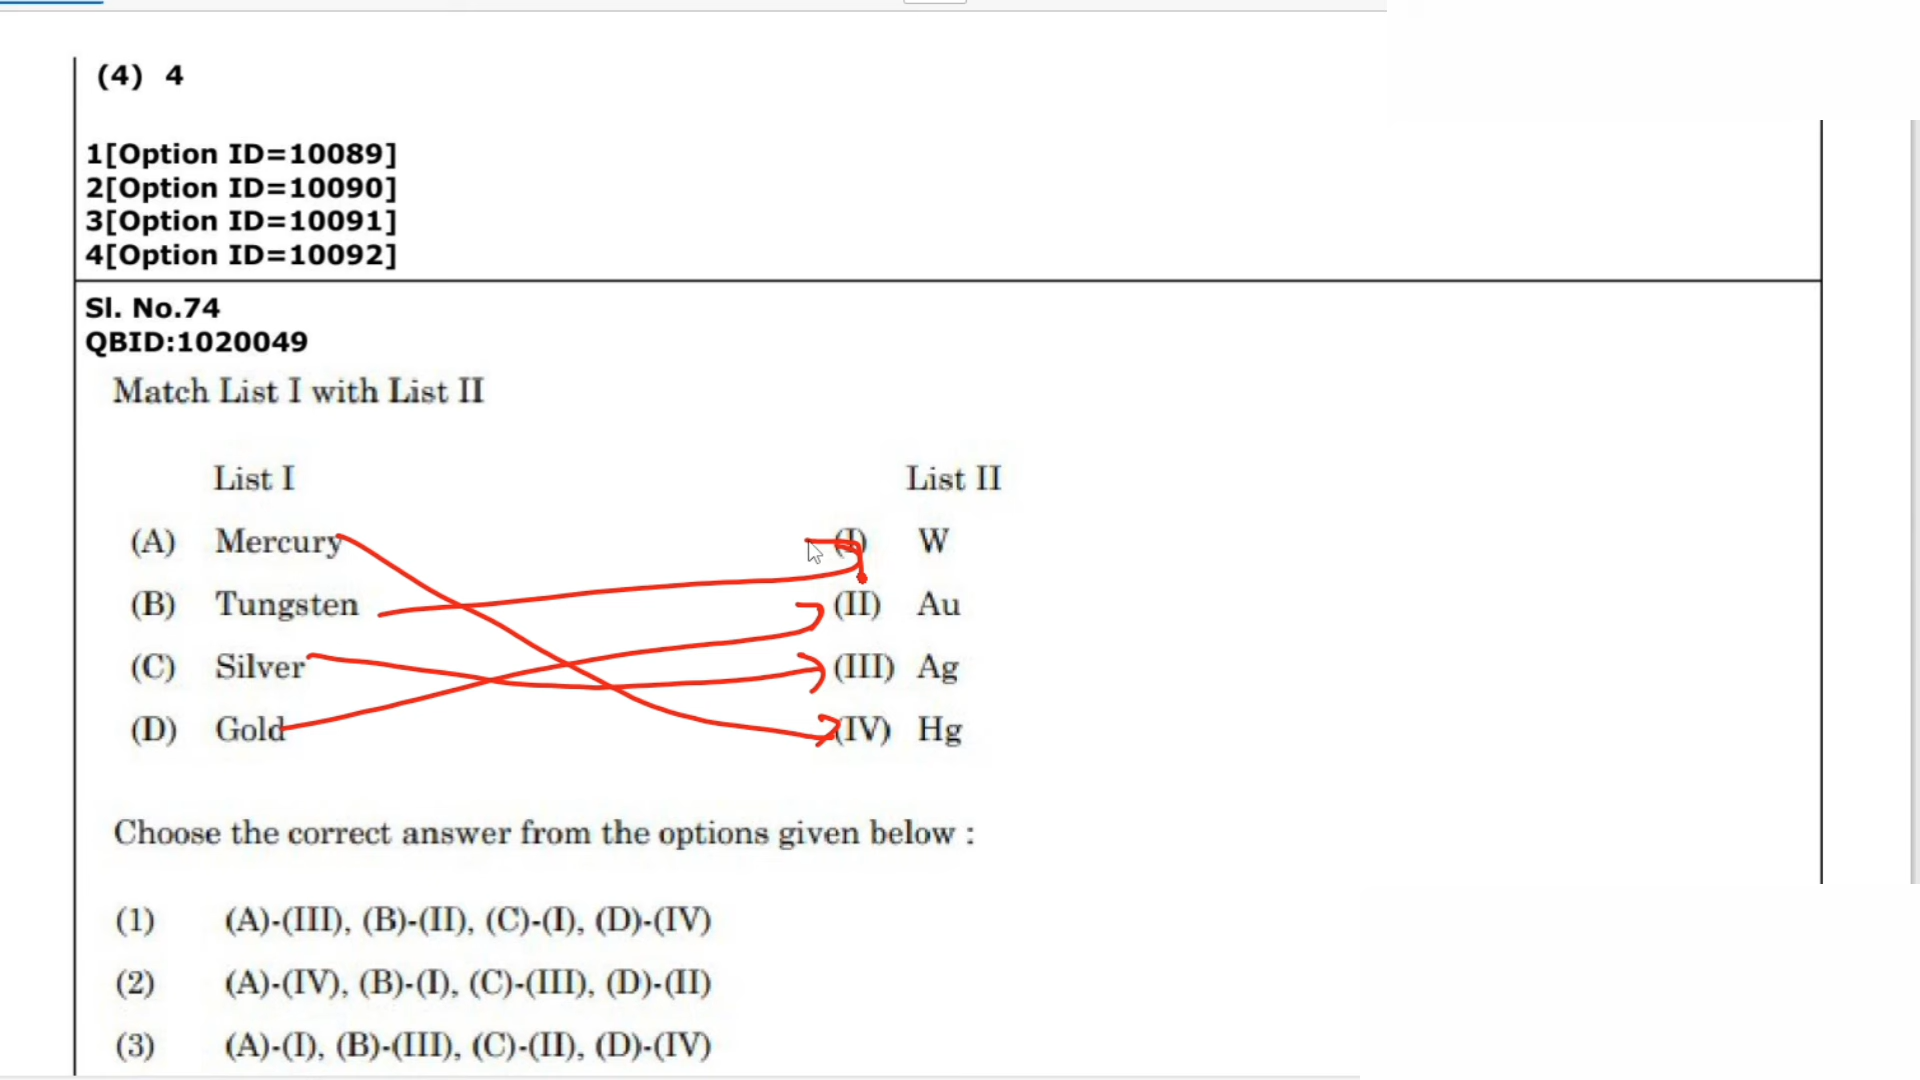 (4) 4
1[Option ID=10089]
2[Option ID=10090]
3[Option ID=10091]
4[Option ID=10092]
Sl. No.74
QBID:1020049
Match List I with List II
List I List II
(A) Mercury (I) W
(B) Tungsten (II) Au
(C) Silver (III) Ag
(D) Gold (IV) Hg
Choose the correct answer from the options given below :
(1) (A)-(III), (B)-(II), (C)-(I), (D)-(IV)
(2) (A)-(IV), (B)-(I), (C)-(III), (D)-(II)
(3) (A)-(I), (B)-(III), (C)-(II), (D)-(IV)